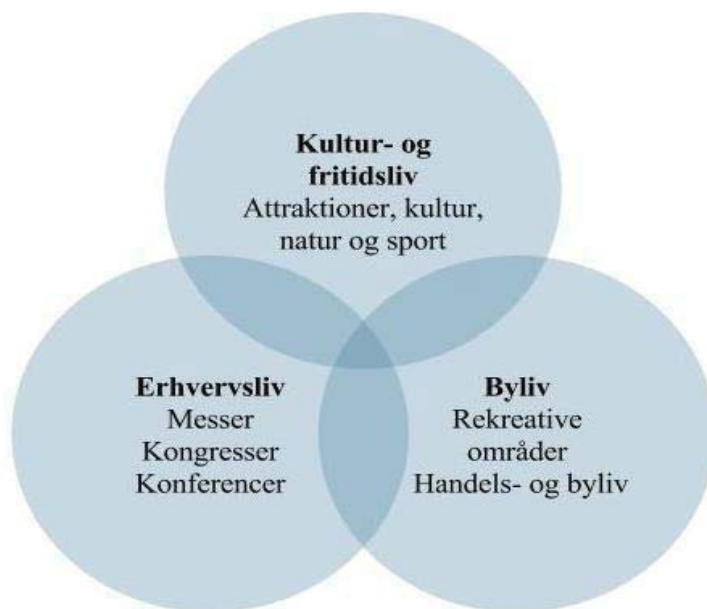 Kultur- og
fritidsliv
Attraktioner, kultur,
natur og sport
Erhvervsliv
Messer
Kongresser
Konferencer
Byliv
Rekreative
områder
Handels- og byliv